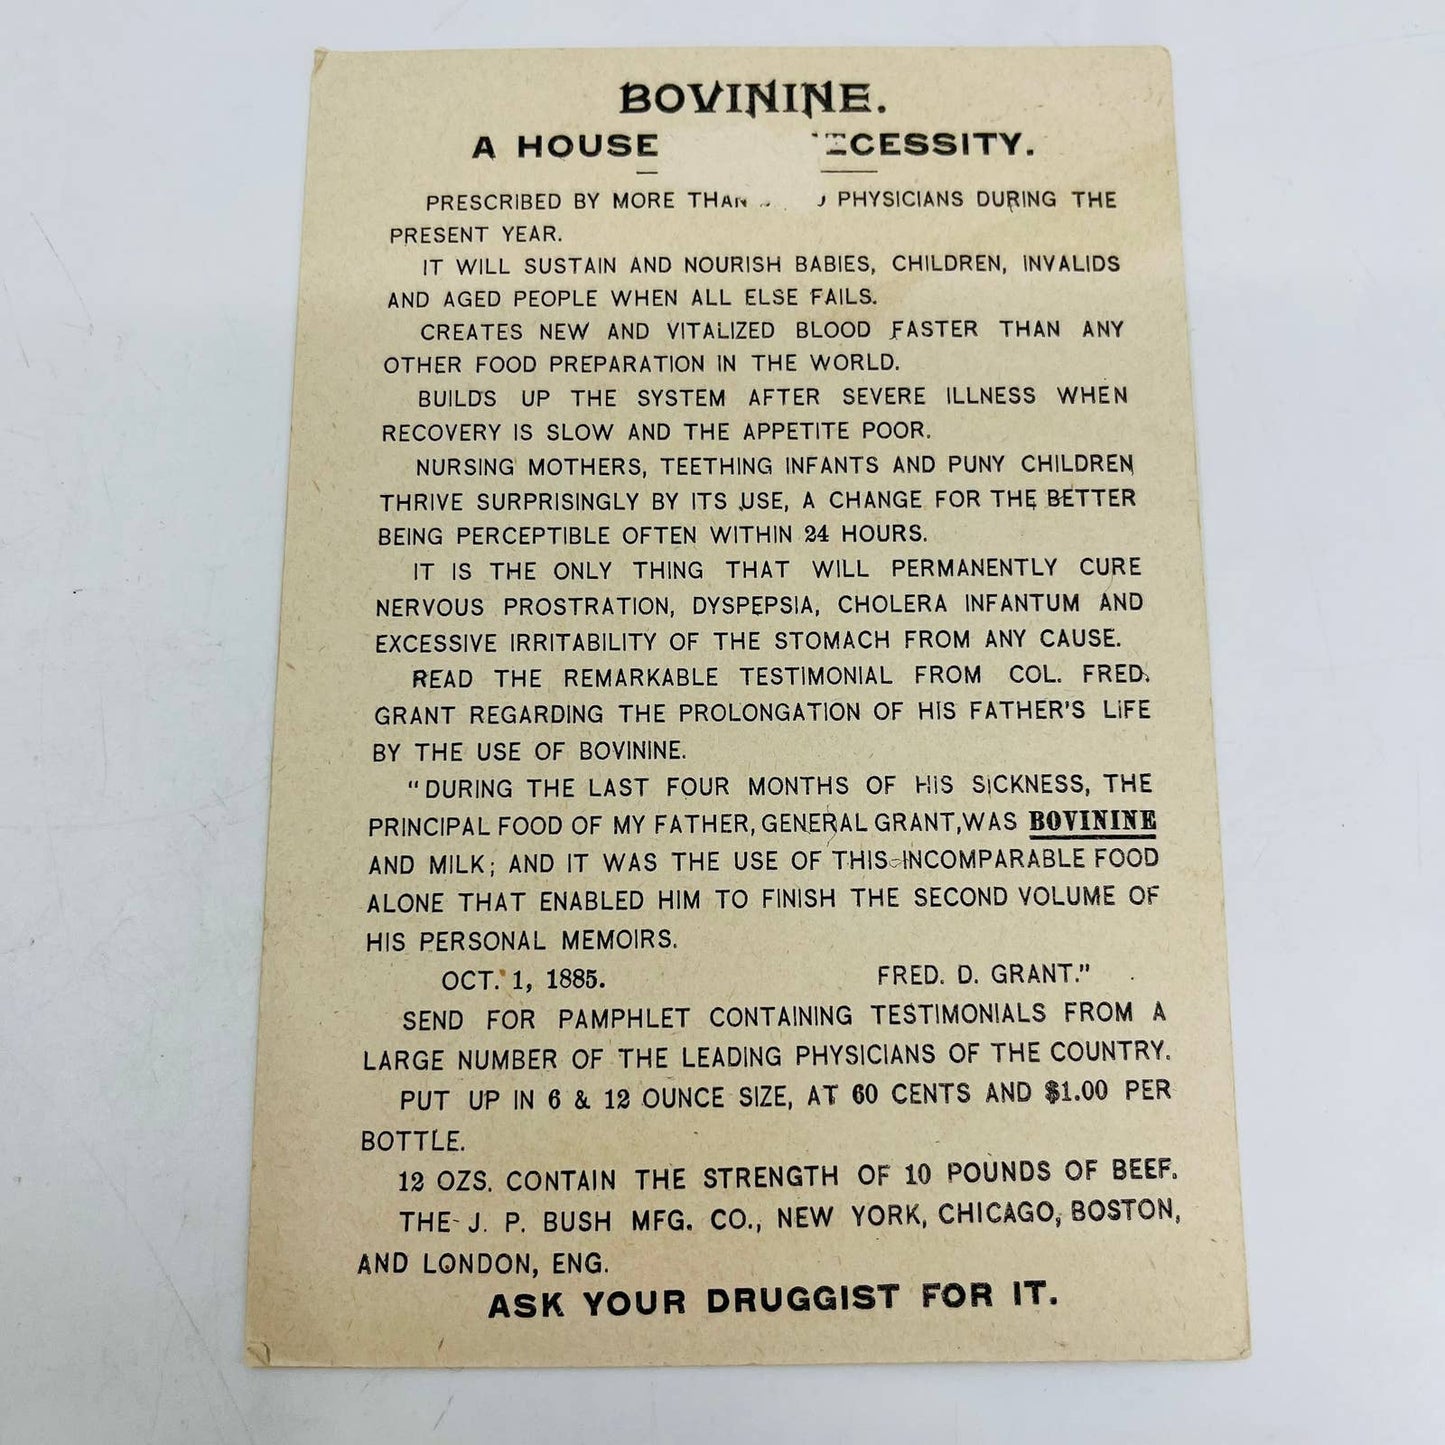 BOVININE.
A HOUSE
PRESCRIBED BY MORE THAN PHYSICIANS DURING THE
PRESENT YEAR.
IT WILL SUSTAIN AND NOURISH BABIES, CHILDREN, INVALIDS
AND AGED PEOPLE WHEN ALL ELSE FAILS.
CREATES NEW AND VITALIZED BLOOD FASTER THAN ANY
OTHER FOOD PREPARATION IN THE WORLD.
BUILDS UP THE SYSTEM AFTER SEVERE ILLNESS WHEN
RECOVERY IS SLOW AND THE APPETITE POOR.
NURSING MOTHERS, TEETHING INFANTS AND PUNY CHILDREN
THRIVE SURPRISINGLY BY ITS USE, A CHANGE FOR THE BETTER
BEING PERCEPTIBLE OFTEN WITHIN 24 HOURS.
IT IS THE ONLY THING THAT WILL PERMANENTLY CURE
NERVOUS PROSTRATION, DYSPEPSIA, CHOLERA INFANTUM AND
EXCESSIVE IRRITABILITY OF THE STOMACH FROM ANY CAUSE.
READ THE REMARKABLE TESTIMONIAL FROM COL. FRED.
GRANT REGARDING THE PROLONGATION OF HIS FATHER'S LIFE
BY THE USE OF BOVININE.
"DURING THE LAST FOUR MONTHS OF HIS SICKNESS, THE
PRINCIPAL FOOD OF MY FATHER, GENERAL GRANT, WAS BOVININE
AND MILK; AND IT WAS THE USE OF THIS INCOMPARABLE FOOD
ALONE THAT ENABLED HIM TO FINISH THE SECOND VOLUME OF
HIS PERSONAL MEMOIRS.
OCT. 1, 1885. FRED. D. GRANT."
SEND FOR PAMPHLET CONTAINING TESTIMONIALS FROM A
LARGE NUMBER OF THE LEADING PHYSICIANS OF THE COUNTRY.
PUT UP IN 6 & 12 OUNCE SIZE, AT 60 CENTS AND $1.00 PER
BOTTLE.
12 OZS. CONTAIN THE STRENGTH OF 10 POUNDS OF BEEF.
THE J. P. BUSH MFG. CO., NEW YORK, CHICAGO, BOSTON,
AND LONDON, ENG.
ASK YOUR DRUGGIST FOR IT.